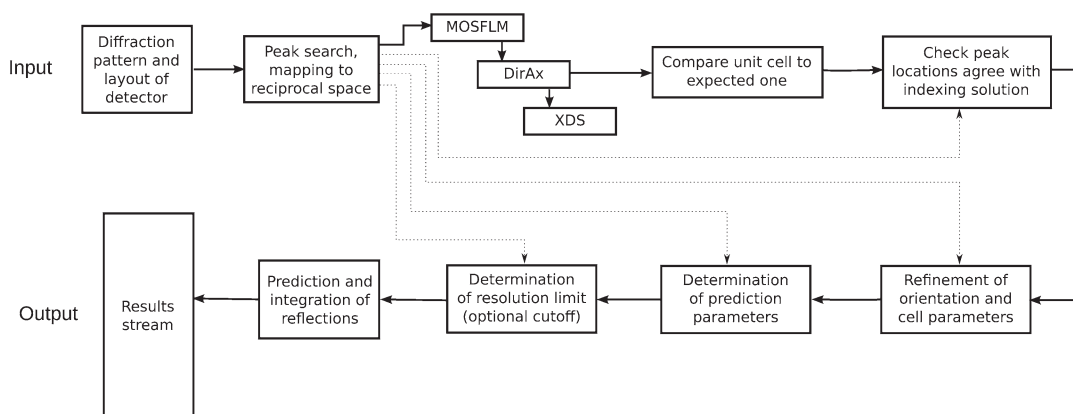 Input
Diffraction
pattern and
layout of
detector
Peak search,
mapping to
reciprocal space
MOSFLM
DirAx
XDS
Compare unit cell to
expected one
Check peak
locations agree with
indexing solution
Output
Results
stream
Prediction and
integration of
reflections
Determination
of resolution limit
(optional cutoff)
Determination
of prediction
parameters
Refinement of
orientation and
cell parameters